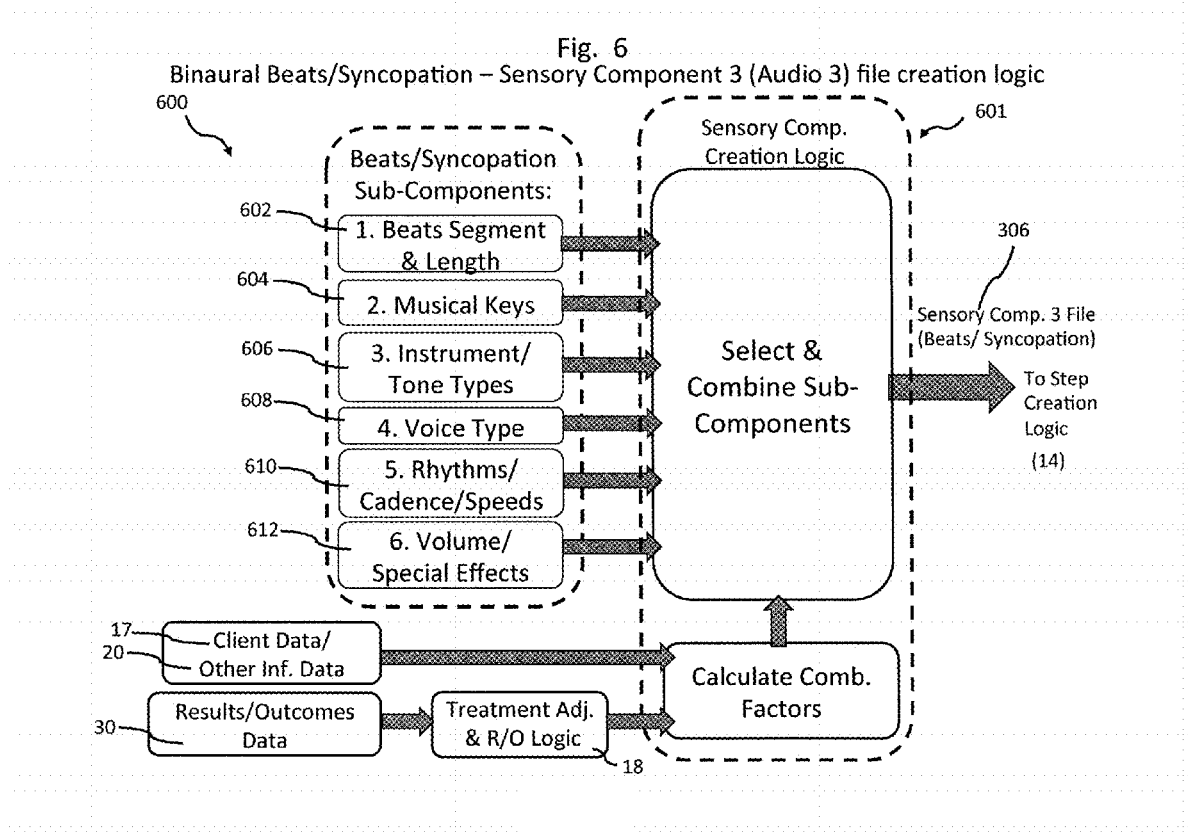 Fig. 6
Binaural Beats/Syncopation – Sensory Component 3 (Audio 3) file creation logic
600
601
Beats/Syncopation
Sub-Components:
602
1. Beats Segment
& Length
604
2. Musical Keys
606
3. Instrument/
Tone Types
608
4. Voice Type
610
5. Rhythms/
Cadence/Speeds
612
6. Volume/
Special Effects
Sensory Comp.
Creation Logic
Select &
Combine Sub-
Components
306
Sensory Comp. 3 File
(Beats/ Syncopation)
To Step
Creation
Logic
(14)
17
Client Data/
20
Other Inf. Data
Results/Outcomes
30
Data
Treatment Adj.
& R/O Logic
18
Calculate Comb.
Factors